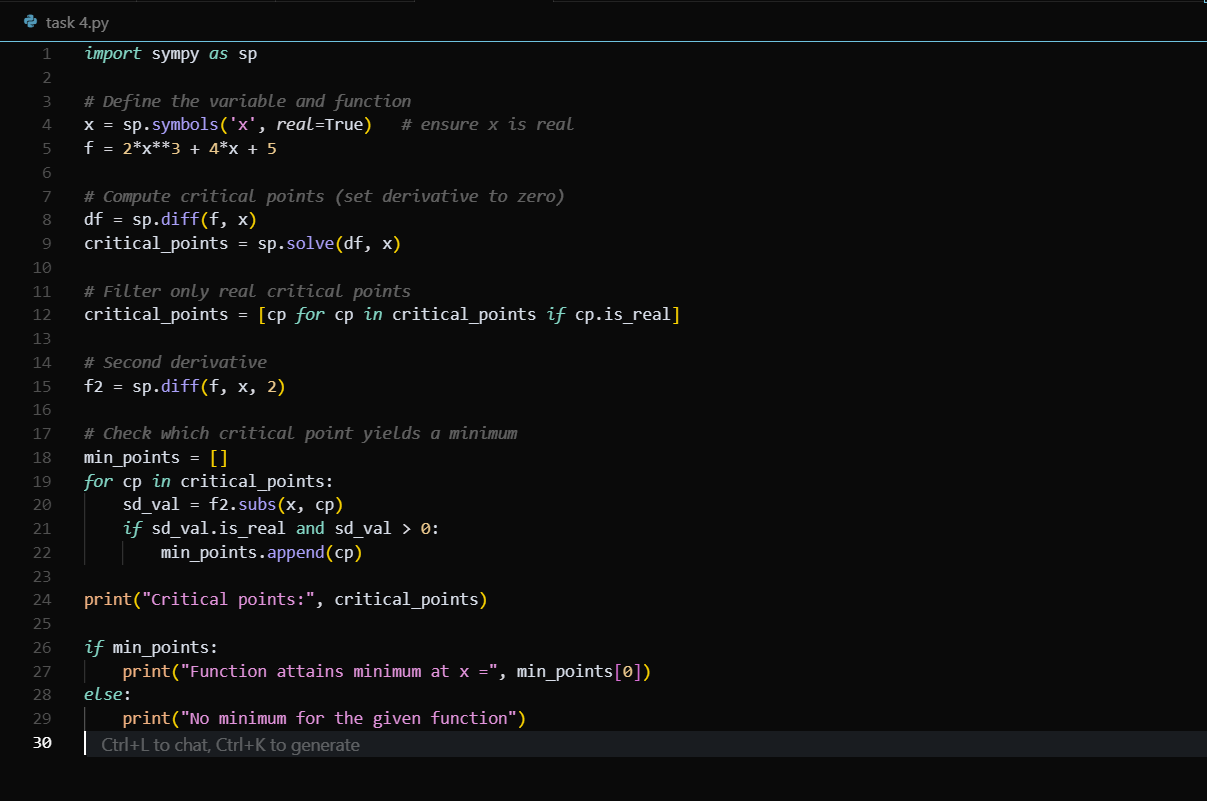 task 4.py
1 import sympy as sp
2
3 # Define the variable and function
4 x = sp.symbols('x', real=True)   # ensure x is real
5 f = 2*x**3 + 4*x + 5
6
7 # Compute critical points (set derivative to zero)
8 df = sp.diff(f, x)
9 critical_points = sp.solve(df, x)
10
11 # Filter only real critical points
12 critical_points = [cp for cp in critical_points if cp.is_real]
13
14 # Second derivative
15 f2 = sp.diff(f, x, 2)
16
17 # Check which critical point yields a minimum
18 min_points = []
19 for cp in critical_points:
20     sd_val = f2.subs(x, cp)
21     if sd_val.is_real and sd_val > 0:
22         min_points.append(cp)
23
24 print("Critical points:", critical_points)
25
26 if min_points:
27     print("Function attains minimum at x =", min_points[0])
28 else:
29     print("No minimum for the given function")
30 Ctrl+L to chat, Ctrl+K to generate